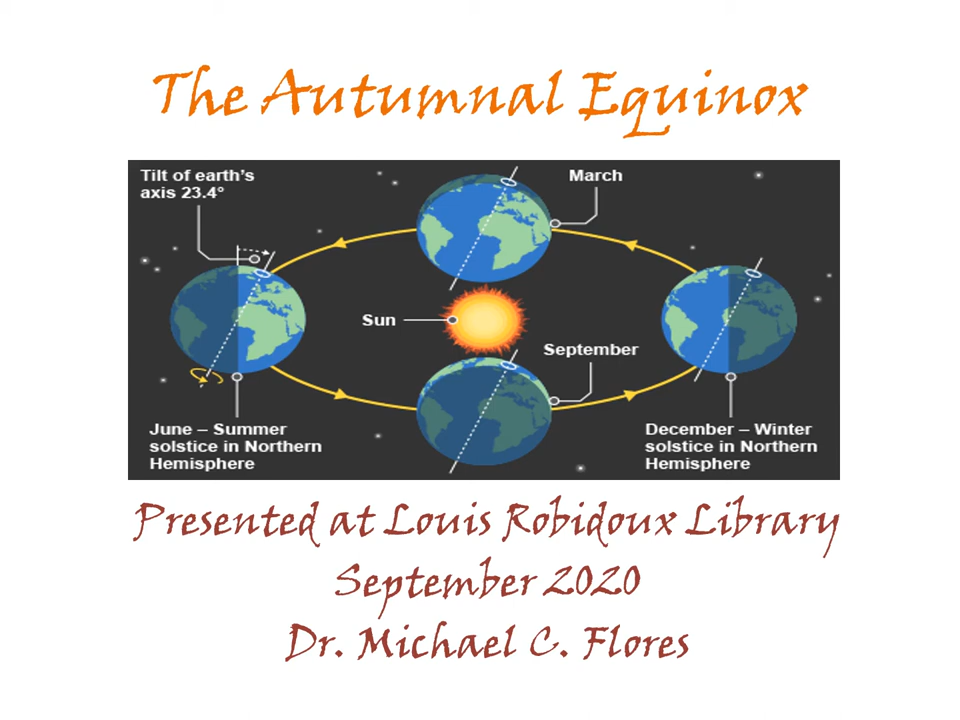 The Autumnal Equinox
Tilt of earth's
axis 23.4°
March
Sun
September
June – Summer
solstice in Northern
Hemisphere
December – Winter
solstice in Northern
Hemisphere
Presented at Louis Robidoux Library
September 2020
Dr. Michael C. Flores